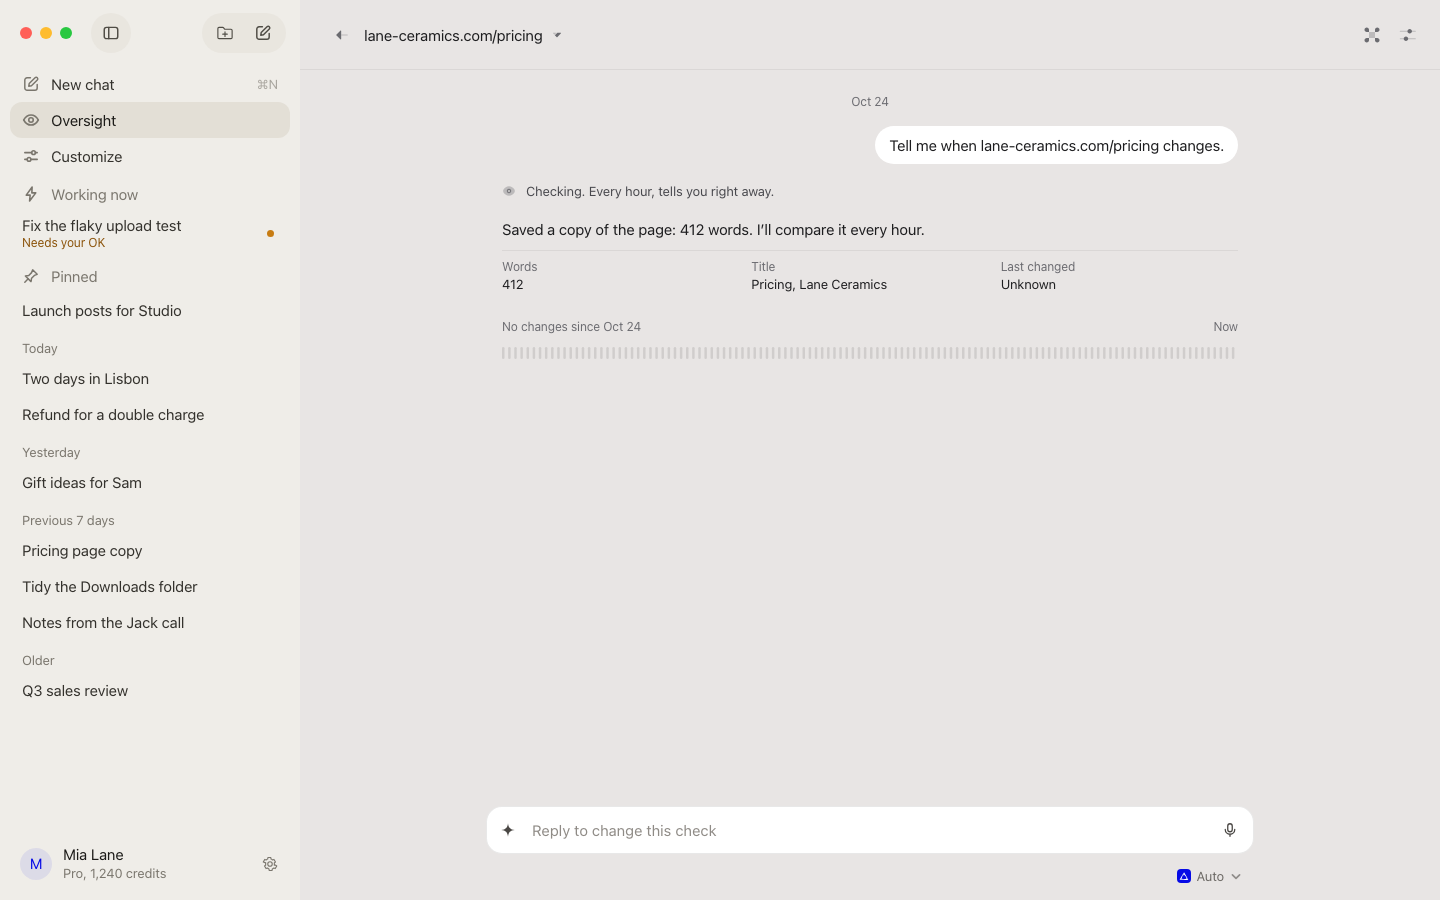 New chat
⌘N
Oversight
Customize
Working now
Fix the flaky upload test
Needs your OK
Pinned
Launch posts for Studio
Today
Two days in Lisbon
Refund for a double charge
Yesterday
Gift ideas for Sam
Previous 7 days
Pricing page copy
Tidy the Downloads folder
Notes from the Jack call
Older
Q3 sales review
M
Mia Lane
Pro, 1,240 credits
lane-ceramics.com/pricing
Oct 24
Tell me when lane-ceramics.com/pricing changes.
Checking. Every hour, tells you right away.
Saved a copy of the page: 412 words. I’ll compare it every hour.
Words
Title
Last changed
412
Pricing, Lane Ceramics
Unknown
No changes since Oct 24
Now
Reply to change this check
Auto